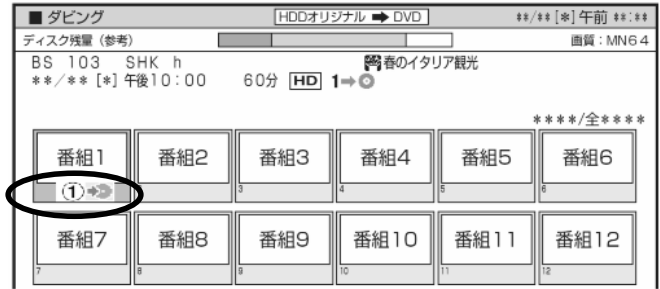 ■ダビング HDDオリジナル ➡ DVD **/** [*] 午前 **:**
ディスク残量（参考） 画質：MN64
BS 103 SHK h 春のイタリア観光
**/** [*] 午後10：00 60分 HD 1➡
****/全****
番組1 番組2 番組3 番組4 番組5 番組6
① 3 4 5 6
番組7 番組8 番組9 番組10 番組11 番組12
7 8 9 10 11 12